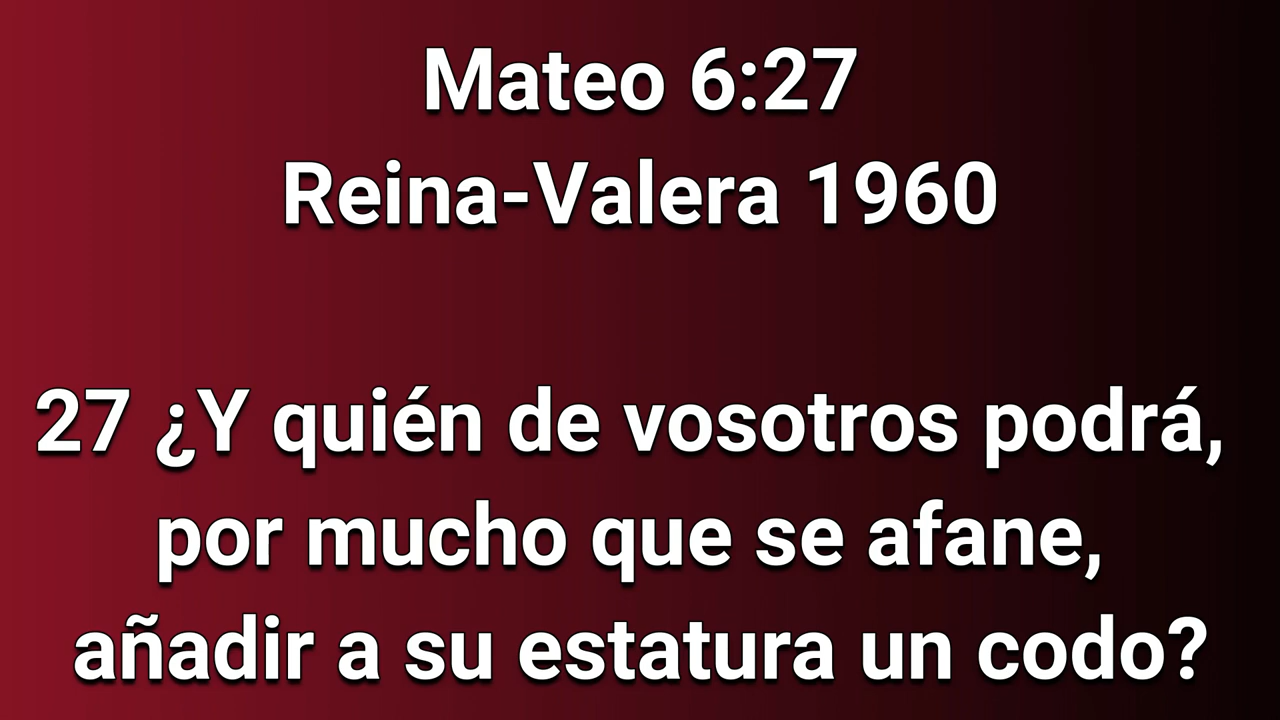 Mateo 6:27
Reina-Valera 1960
27 ¿Y quién de vosotros podrá,
por mucho que se afane,
añadir a su estatura un codo?